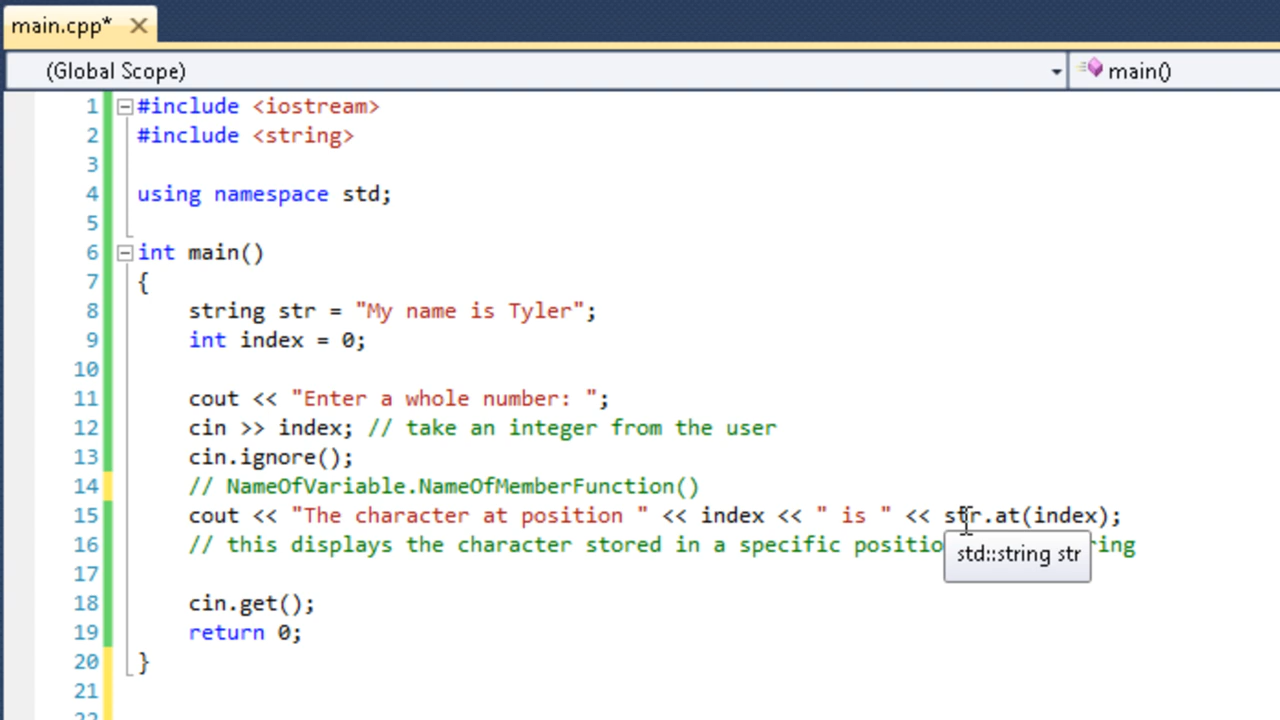 main.cpp*
(Global Scope)
main()
1 #include <iostream>
2 #include <string>
3
4 using namespace std;
5
6 int main()
7 {
8 string str = "My name is Tyler";
9 int index = 0;
10
11 cout << "Enter a whole number: ";
12 cin >> index; // take an integer from the user
13 cin.ignore();
14 // NameOfVariable.NameOfMemberFunction()
15 cout << "The character at position " << index << " is " << str.at(index);
16 // this displays the character stored in a specific positio ring
std::string str
17
18 cin.get();
19 return 0;
20 }
21
22